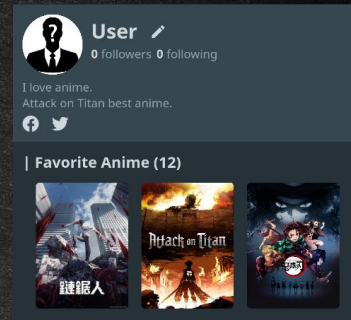 User
0 followers 0 following
I love anime.
Attack on Titan best anime.
| Favorite Anime (12)
鏈鋸人
Attack on Titan